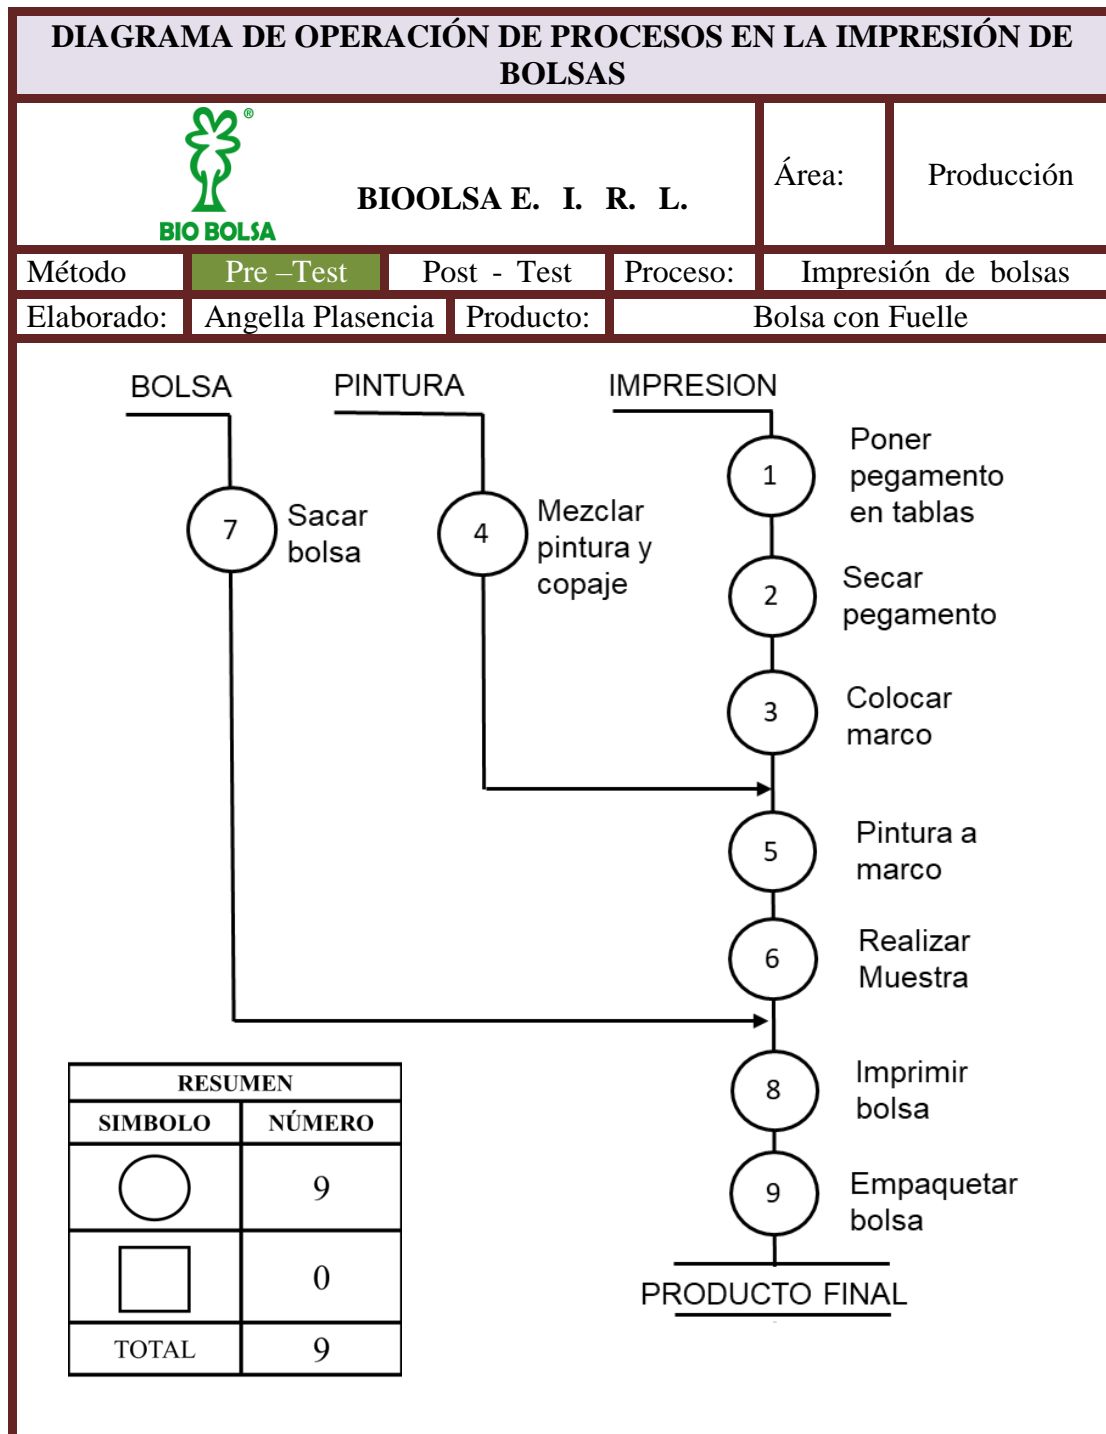 DIAGRAMA DE OPERACIÓN DE PROCESOS EN LA IMPRESIÓN DE
BOLSAS
®
BIO BOLSA
BIOOLSA E. I. R. L.
Área:
Producción
Método
Pre –Test
Post - Test
Proceso:
Impresión de bolsas
Elaborado:
Angella Plasencia
Producto:
Bolsa con Fuelle
BOLSA
PINTURA
IMPRESION
1
Poner
pegamento
en tablas
7
Sacar
bolsa
4
Mezclar
pintura y
copaje
2
Secar
pegamento
3
Colocar
marco
5
Pintura a
marco
6
Realizar
Muestra
8
Imprimir
bolsa
9
Empaquetar
bolsa
PRODUCTO FINAL
RESUMEN
SIMBOLO
NÚMERO
9
0
TOTAL
9